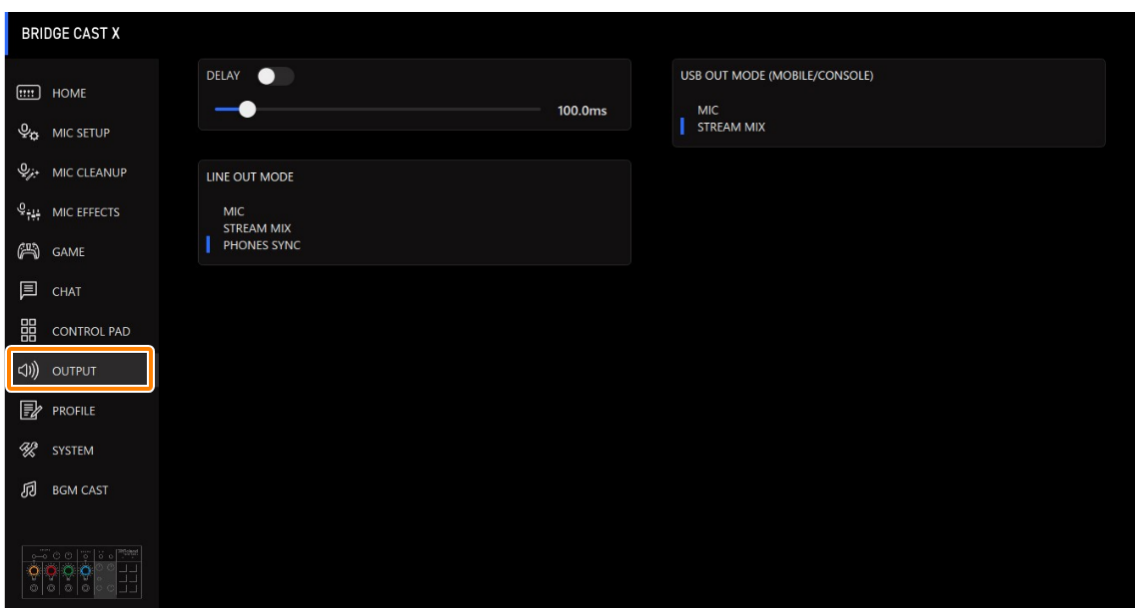 BRIDGE CAST X
HOME
MIC SETUP
MIC CLEANUP
MIC EFFECTS
GAME
CHAT
CONTROL PAD
OUTPUT
PROFILE
SYSTEM
BGM CAST
DELAY
100.0ms
LINE OUT MODE
MIC
STREAM MIX
PHONES SYNC
USB OUT MODE (MOBILE/CONSOLE)
MIC
STREAM MIX